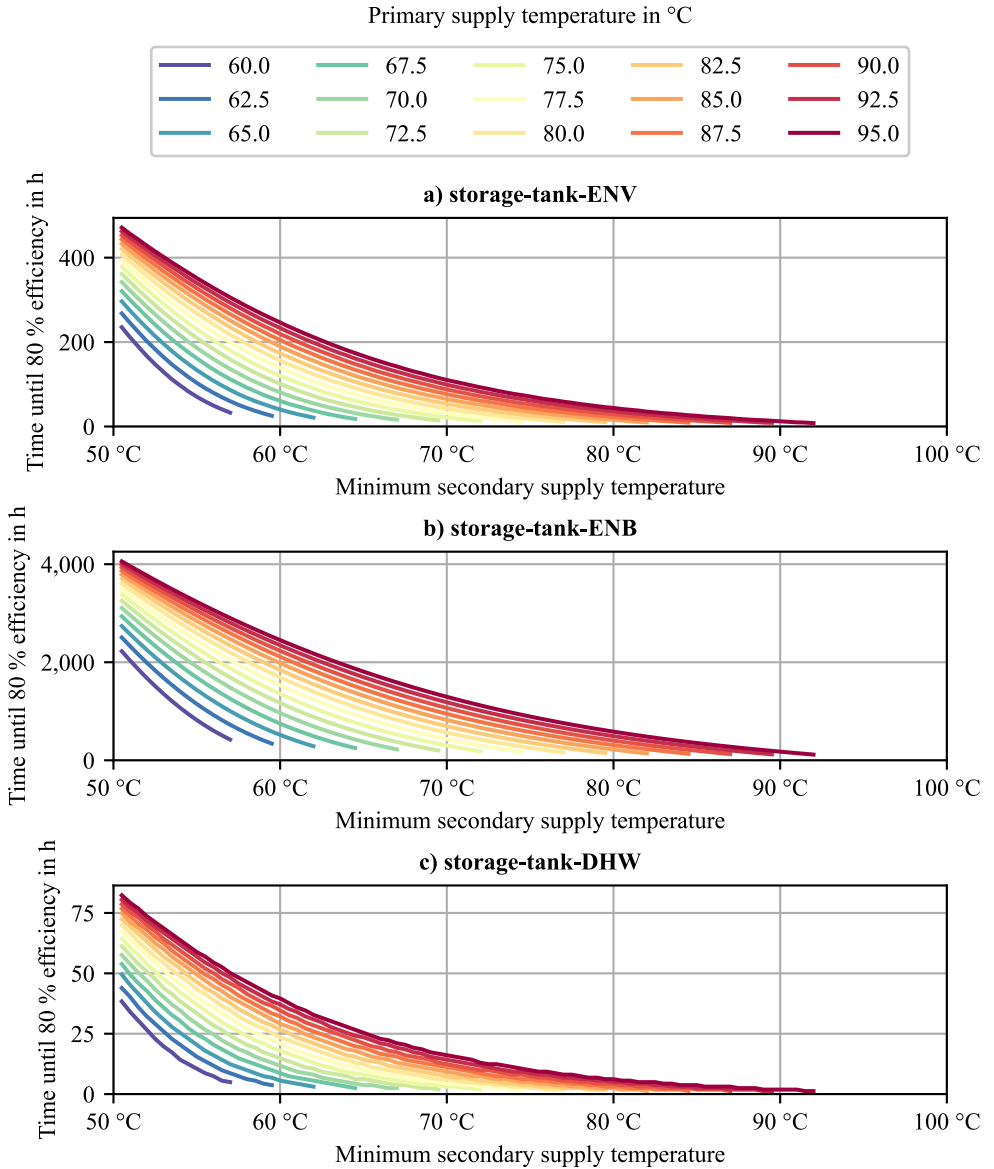 Primary supply temperature in °C
60.0 67.5 75.0 82.5 90.0
62.5 70.0 77.5 85.0 92.5
65.0 72.5 80.0 87.5 95.0
a) storage-tank-ENV
Time until 80 % efficiency in h
400
200
0
50 °C 60 °C 70 °C 80 °C 90 °C 100 °C
Minimum secondary supply temperature
b) storage-tank-ENB
Time until 80 % efficiency in h
4,000
2,000
0
50 °C 60 °C 70 °C 80 °C 90 °C 100 °C
Minimum secondary supply temperature
c) storage-tank-DHW
Time until 80 % efficiency in h
75
50
25
0
50 °C 60 °C 70 °C 80 °C 90 °C 100 °C
Minimum secondary supply temperature